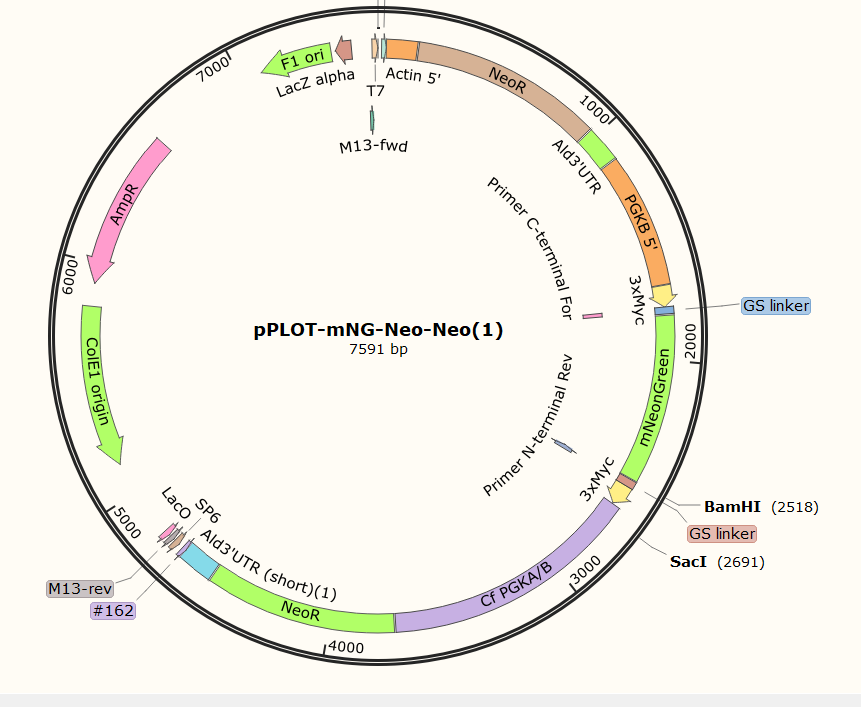 F1 ori
LacZ alpha
T7
M13-fwd
Actin 5'
NeoR
1000
Ald3'UTR
PGKB 5'
3xMyc
GS linker
2000
mNeonGreen
Primer C-terminal For
Primer N-terminal Rev
3xMyc
BamHI (2518)
GS linker
SacI (2691)
3000
Cf PGKA/B
4000
NeoR
Ald3'UTR (short)(1)
SP6
LacO
M13-rev
#162
5000
ColE1 origin
6000
AmpR
7000
pPLOT-mNG-Neo-Neo(1)
7591 bp